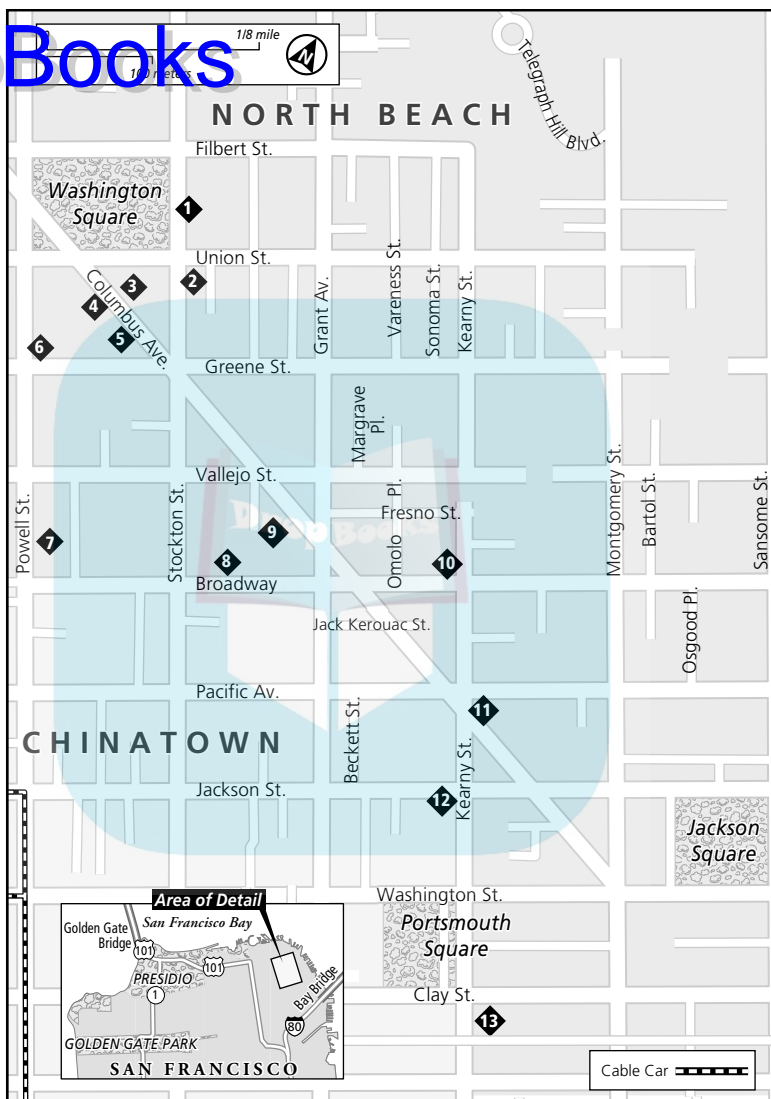 Books
1/8 mile
100 meters
N
NORTH BEACH
Telegraph Hill Blvd.
Filbert St.
Washington
Square
1
Union St.
2
3
4
5
6
Columbus Ave.
Grant Av.
Vareness St.
Sonoma St.
Kearny St.
Greene St.
Margrave
Pl.
Vallejo St.
Powell St.
Stockton St.
DropBooks
Fresno St.
Omolo Pl.
Montgomery St.
Bartol St.
Sansome St.
7
8
9
10
Broadway
Jack Kerouac St.
Osgood Pl.
Pacific Av.
11
CHINATOWN
Beckett St.
Kearny St.
Jackson St.
12
Jackson
Square
Washington St.
Portsmouth
Square
Clay St.
13
Area of Detail
San Francisco Bay
Golden Gate
Bridge
101
101
PRESIDIO
1
Bay Bridge
80
GOLDEN GATE PARK
SAN FRANCISCO
Cable Car